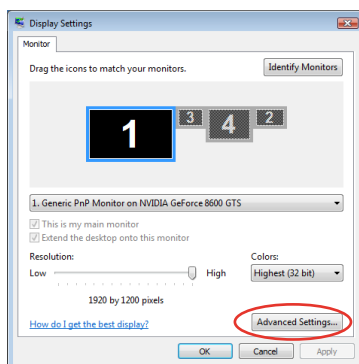 Display Settings
Monitor
Drag the icons to match your monitors.
Identify Monitors
1
3
4
2
1. Generic PnP Monitor on NVIDIA GeForce 8600 GTS
This is my main monitor
Extend the desktop onto this monitor
Resolution:
Colors:
Low
High
Highest (32 bit)
1920 by 1200 pixels
How do I get the best display?
Advanced Settings...
OK
Cancel
Apply